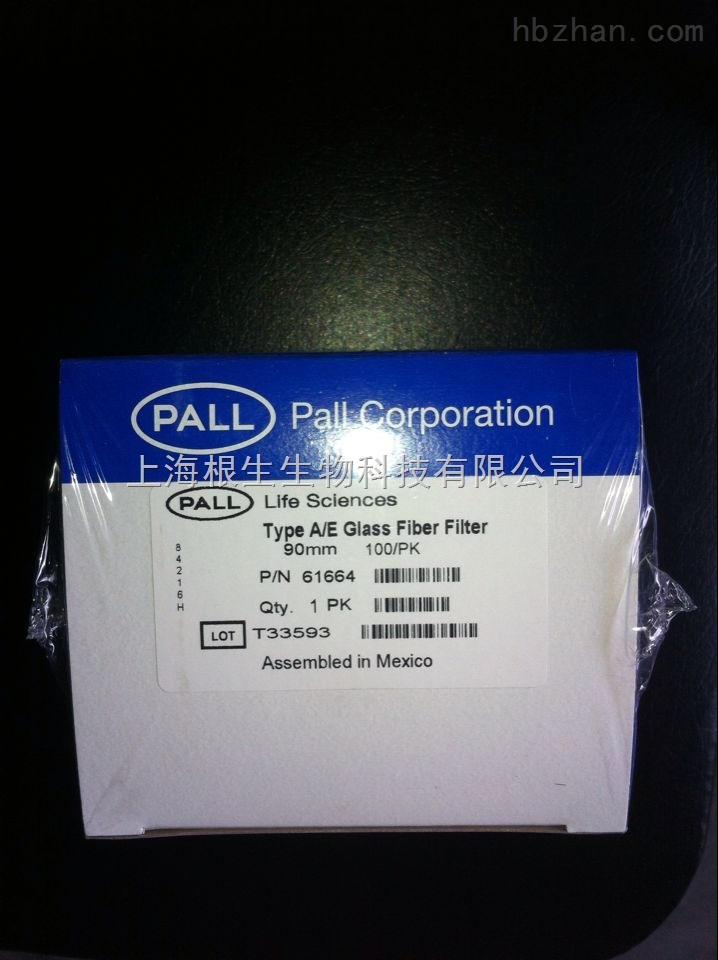 hbzhan.com
PALL Pall Corporation
上海根生生物科技有限公司
PALL Life Sciences
Type A/E Glass Fiber Filter
90mm 100/PK
84216H
P/N 61664
Qty. 1 PK
LOT T33593
Assembled in Mexico